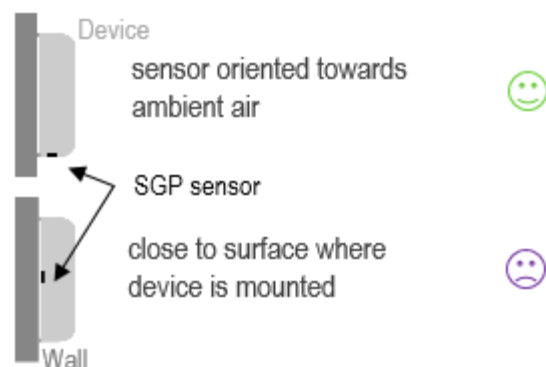 Device
sensor oriented towards
ambient air
SGP sensor
close to surface where
device is mounted
Wall